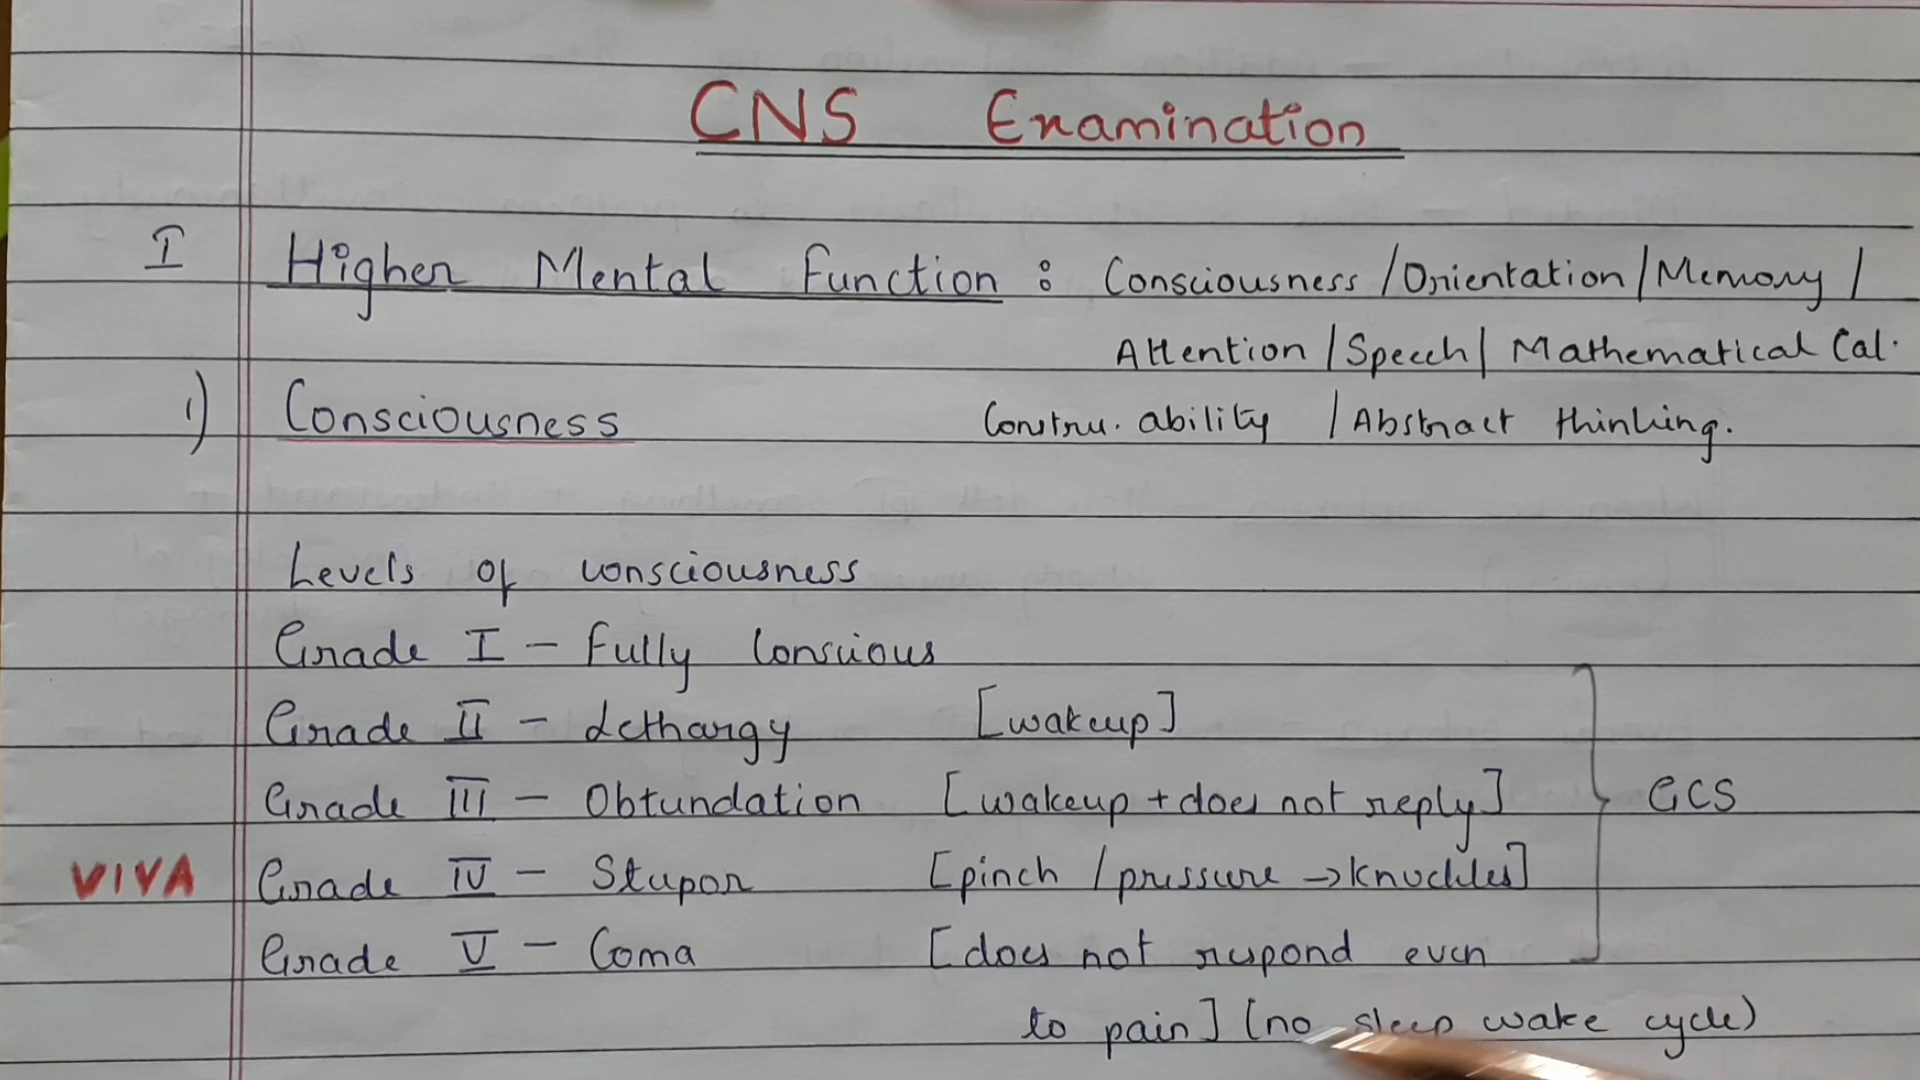 CNS Examination
I Higher Mental Function : Consciousness / Orientation / Memory /
Attention / Speech / Mathematical Cal.
1) Consciousness Constru. ability / Abstract thinking.
Levels of consciousness
Grade I - Fully Conscious
Grade II - Lethargy [wakeup]
Grade III - Obtundation [wakeup + does not reply] GCS
VIVA Grade IV - Stupor [pinch / pressure → knuckles]
Grade V - Coma [does not respond even
to pain] (no sleep wake cycle)